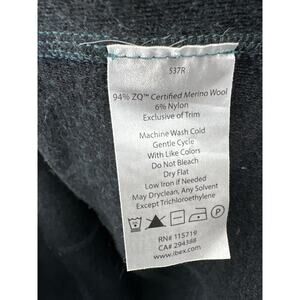 537R
94% ZQ™ Certified Merino Wool
6% Nylon
Exclusive of Trim
Machine Wash Cold
Gentle Cycle
With Like Colors
Do Not Bleach
Dry Flat
Low Iron if Needed
May Dryclean, Any Solvent
Except Trichloroethylene
P
RN# 115719
CA# 294388
www.ibex.com